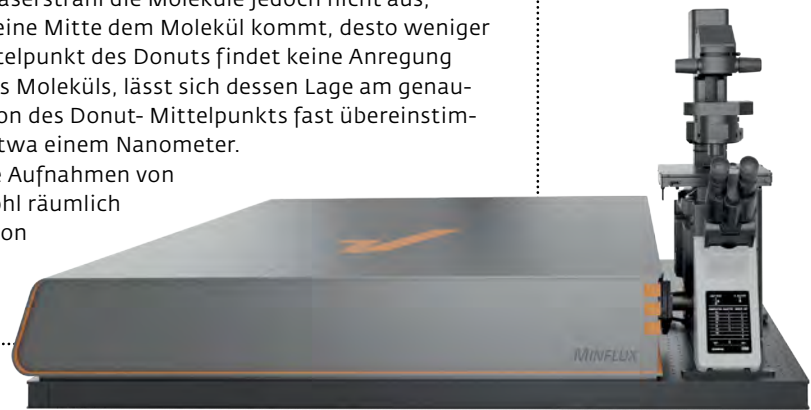 aserstrahl die Moleküle jedoch nicht aus,
eine Mitte dem Molekül kommt, desto weniger
telpunkt des Donuts findet keine Anregung
s Moleküls, lässt sich dessen Lage am genau-
on des Donut- Mittelpunkts fast übereinstim-
twa einem Nanometer.
e Aufnahmen von
ohl räumlich
on
MINFLUX